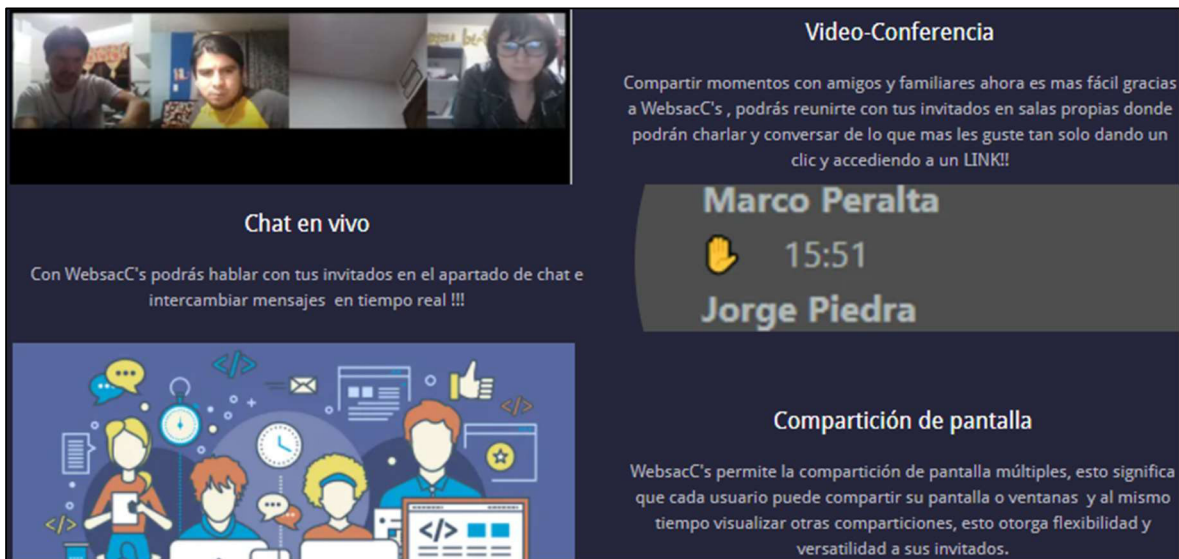 Video-Conferencia
Compartir momentos con amigos y familiares ahora es mas fácil gracias
a WebsacC's , podrás reunirte con tus invitados en salas propias donde
podrán charlar y conversar de lo que mas les guste tan solo dando un
clic y accediendo a un LINK!!
Chat en vivo
Con WebsacC's podrás hablar con tus invitados en el apartado de chat e
intercambiar mensajes en tiempo real !!!
Marco Peralta
✋ 15:51
Jorge Piedra
</>
</>
</>
</>
Compartición de pantalla
WebsacC's permite la compartición de pantalla múltiples, esto significa
que cada usuario puede compartir su pantalla o ventanas y al mismo
tiempo visualizar otras comparticiones, esto otorga flexibilidad y
versatilidad a sus invitados.